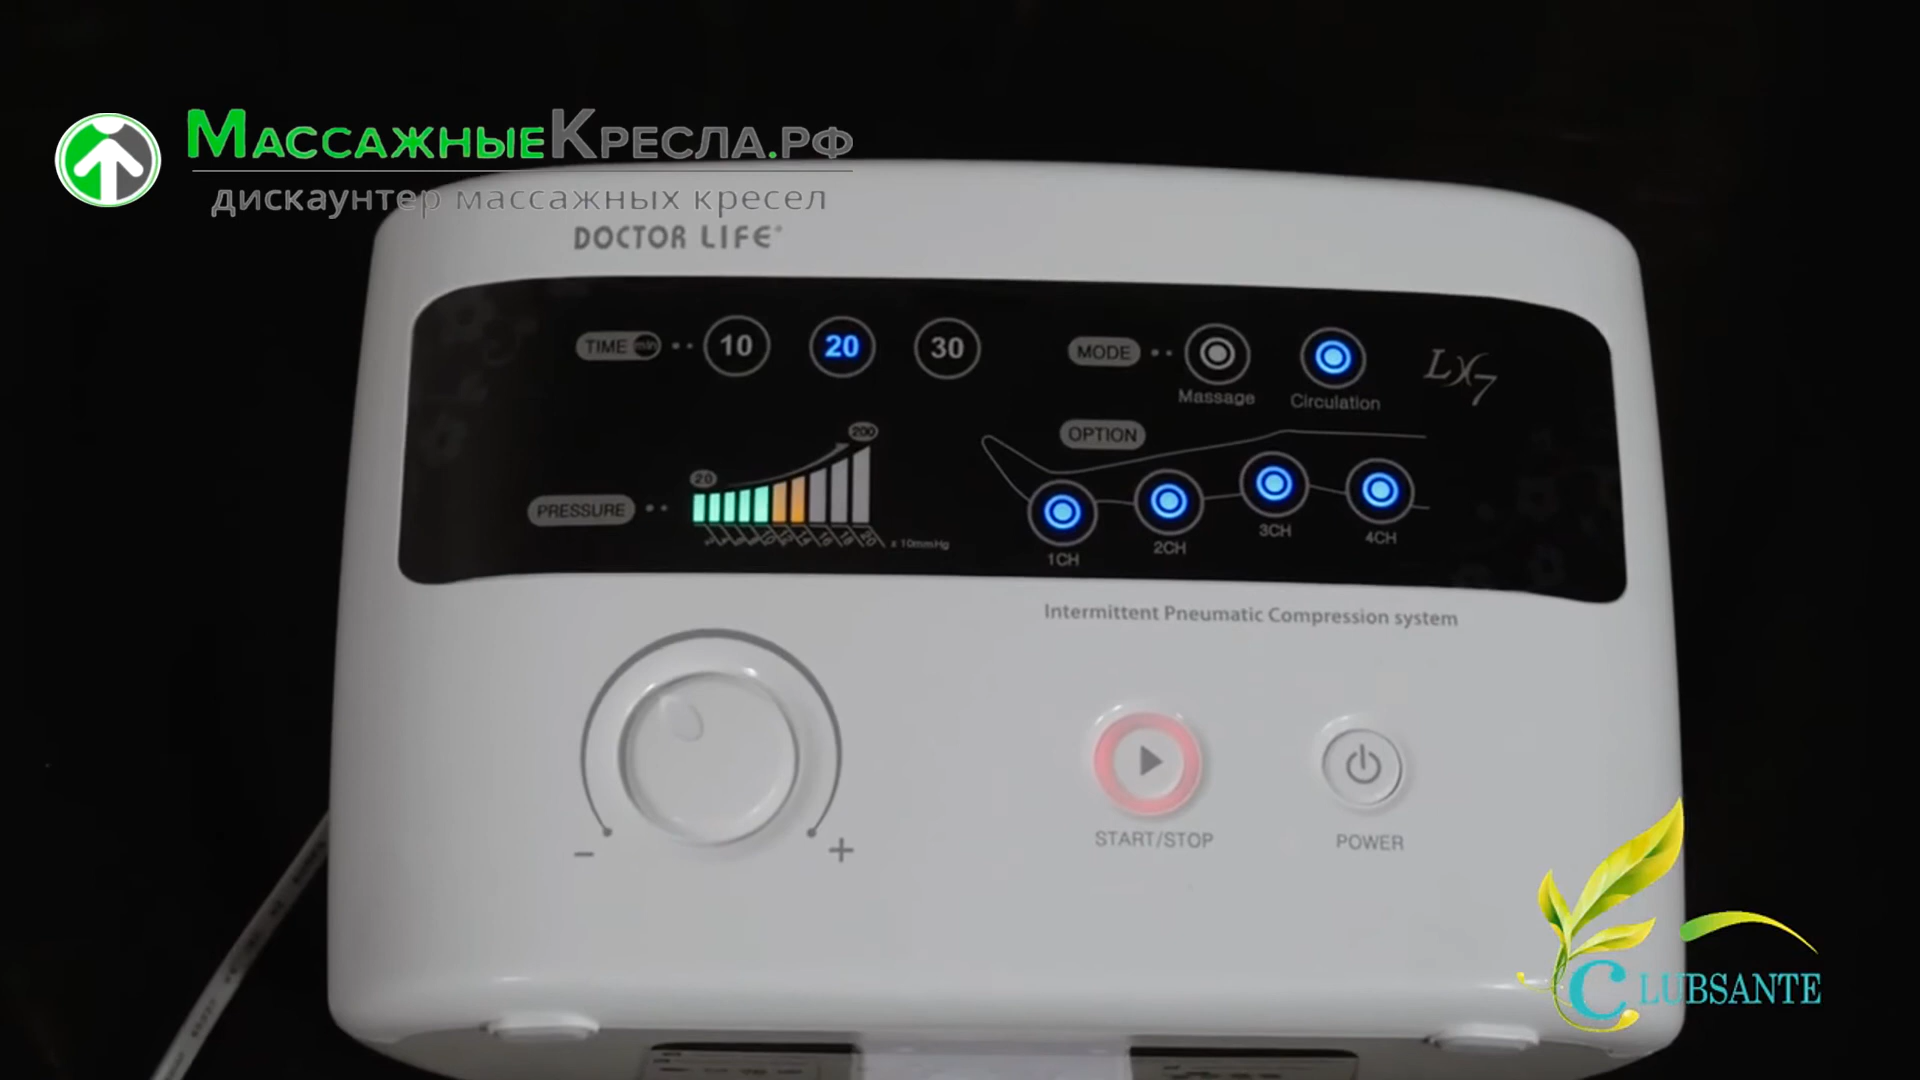 МАССАЖНЫЕКРЕСЛА.РФ
дискаунтер массажных кресел
DOCTOR LIFE
TIME min 10 20 30
MODE
Massage Circulation
LX7
OPTION
200
20
PRESSURE
20
x 10mmHg
1CH 2CH 3CH 4CH
Intermittent Pneumatic Compression system
− +
START/STOP
POWER
CLUBSANTE